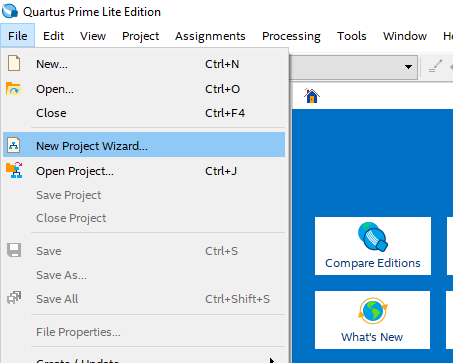 Quartus Prime Lite Edition
File Edit View Project Assignments Processing Tools Window
New... Ctrl+N
Open... Ctrl+O
Close Ctrl+F4
New Project Wizard...
Open Project... Ctrl+J
Save Project
Close Project
Save Ctrl+S
Save As...
Save All Ctrl+Shift+S
File Properties...
Create / Update
Compare Editions
What's New